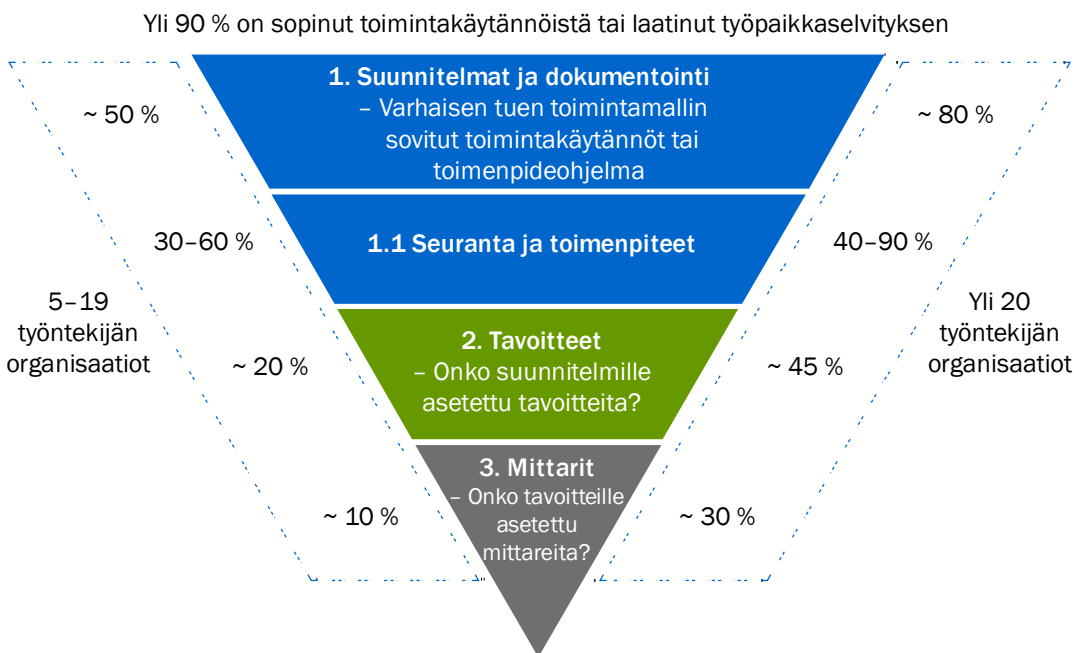 Yli 90 % on sopinut toimintakäytännöistä tai laatinut työpaikkaselvityksen
1. Suunnitelmat ja dokumentointi
– Varhaisen tuen toimintamallin
sovitut toimintakäytännöt tai
toimenpideohjelma
~ 50 %
~ 80 %
30–60 %
1.1 Seuranta ja toimenpiteet
40–90 %
5–19
työntekijän
organisaatiot
Yli 20
työntekijän
organisaatiot
~ 20 %
2. Tavoitteet
– Onko suunnitelmille
asetettu tavoitteita?
~ 45 %
~ 10 %
3. Mittarit
– Onko tavoitteille
asetettu
mittareita?
~ 30 %